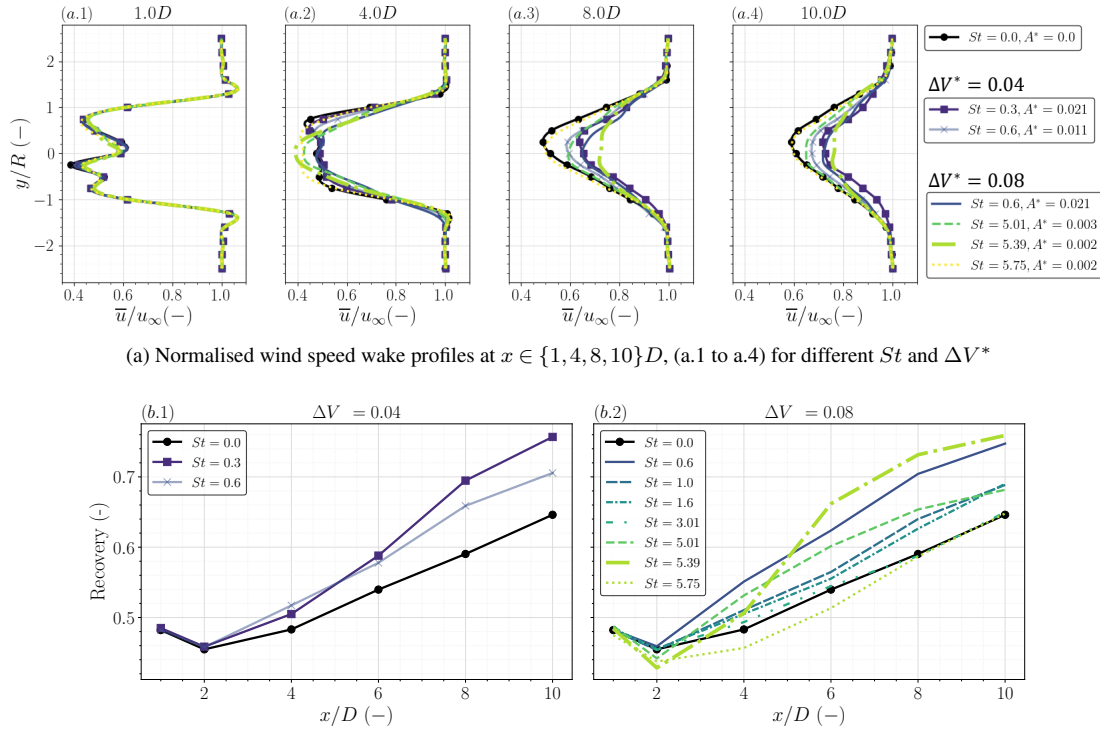 (a.1) 1.0D
(a.2) 4.0D
(a.3) 8.0D
(a.4) 10.0D
y/R (−)
2
1
0
−1
−2
0.4 0.6 0.8 1.0
0.4 0.6 0.8 1.0
0.4 0.6 0.8 1.0
0.4 0.6 0.8 1.0
u̅/u∞(−)
u̅/u∞(−)
u̅/u∞(−)
u̅/u∞(−)
St = 0.0, A* = 0.0
ΔV* = 0.04
St = 0.3, A* = 0.021
St = 0.6, A* = 0.011
ΔV* = 0.08
St = 0.6, A* = 0.021
St = 5.01, A* = 0.003
St = 5.39, A* = 0.002
St = 5.75, A* = 0.002
(a) Normalised wind speed wake profiles at x ∈ {1, 4, 8, 10}D, (a.1 to a.4) for different St and ΔV*
(b.1) ΔV = 0.04
St = 0.0
St = 0.3
St = 0.6
Recovery (-)
0.7
0.6
0.5
2 4 6 8 10
x/D (−)
(b.2) ΔV = 0.08
St = 0.0
St = 0.6
St = 1.0
St = 1.6
St = 3.01
St = 5.01
St = 5.39
St = 5.75
2 4 6 8 10
x/D (−)